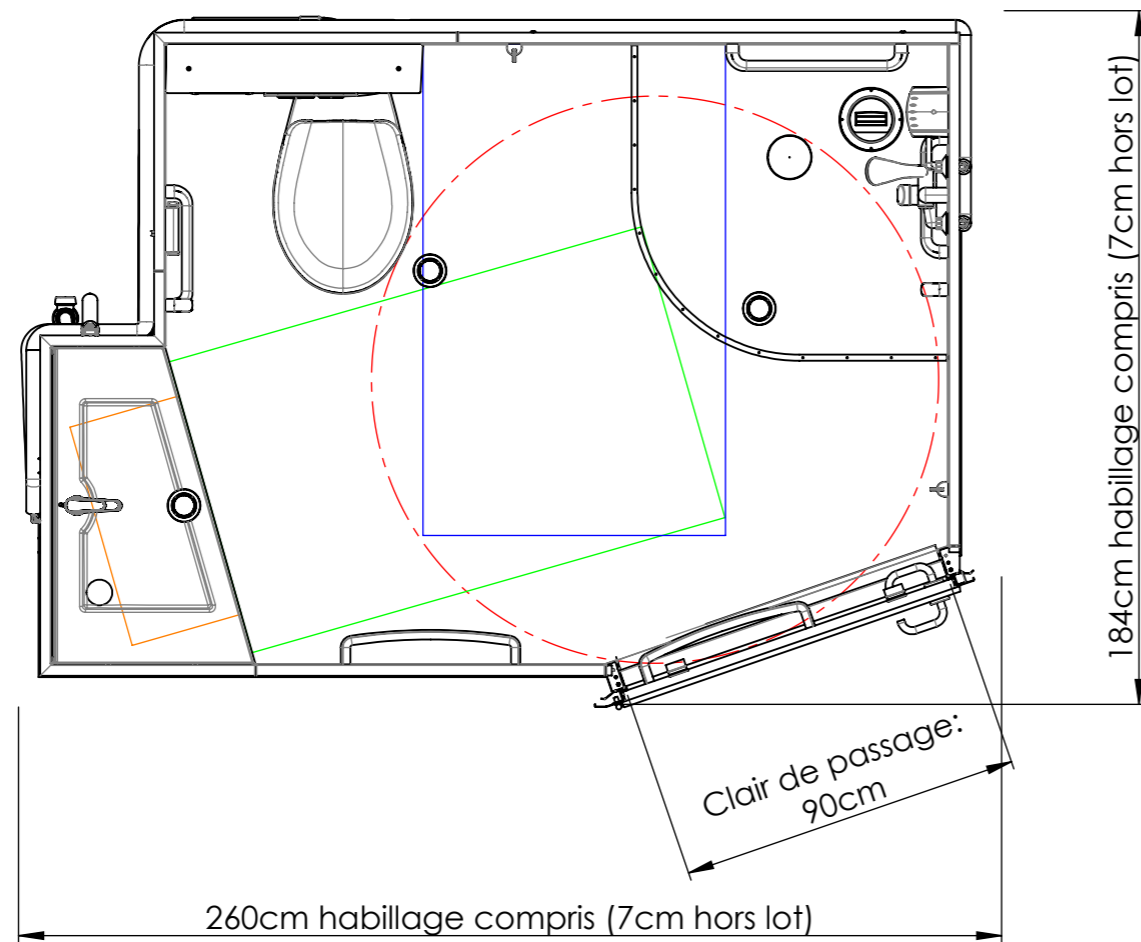 184cm habillage compris (7cm hors lot)
Clair de passage:
90cm
260cm habillage compris (7cm hors lot)